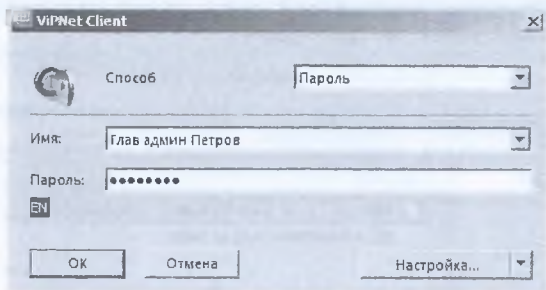 ViPNet Client
Способ
Пароль
Имя:
Глав админ Петров
Пароль:
••••••••
EN
OK
Отмена
Настройка...